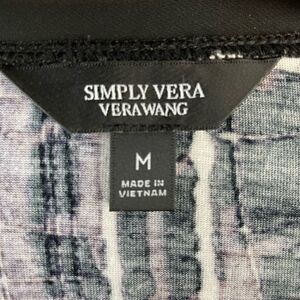 SIMPLY VERA
VERAWANG
M
MADE IN
VIETNAM